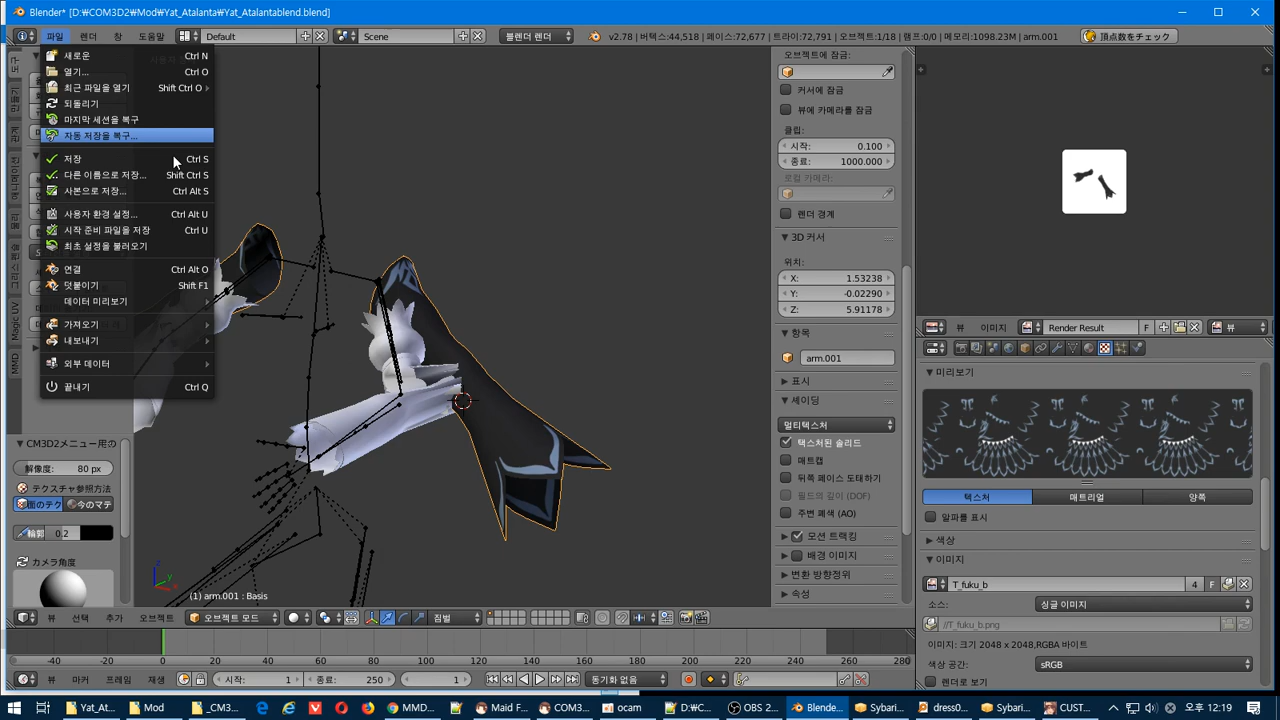 Blender* [D:₩COM3D2₩Mod₩Yat_Atalanta₩Yat_Atalantablend.blend]
파일 렌더 창 도움말 Default Scene 블렌더 렌더 v2.78 | 버텍스:44,518 | 페이스:72,677 | 트라이:72,791 | 오브젝트:1/18 | 램프:0/0 | 메모리:1098.23M | arm.001 頂点数をチェック
새로운 Ctrl N
열기... Ctrl O
최근 파일을 열기 Shift Ctrl O
되돌리기
마지막 세션을 복구
자동 저장을 복구...
저장 Ctrl S
다른 이름으로 저장... Shift Ctrl S
사본으로 저장... Ctrl Alt S
사용자 환경 설정... Ctrl Alt U
시작 준비 파일을 저장 Ctrl U
최초 설정을 불러오기
연결 Ctrl Alt O
덧붙이기 Shift F1
데이터 미리보기
가져오기
내보내기
외부 데이터
끝내기 Ctrl Q
Magic UV
MMD
CM3D2メニュー用の
解像度: 80 px
テクスチャ参照方法
面のテク 今のマテ
輪郭 0.2
カメラ角度
(1) arm.001 : Basis
오브젝트에 잠금:
커서에 잠금
뷰에 카메라를 잠금
클립:
시작: 0.100
종료: 1000.000
로컬 카메라:
렌더 경계
3D 커서
위치:
X: 1.53238
Y: -0.02290
Z: 5.91178
항목
arm.001
표시
셰이딩
멀티텍스처
텍스처된 솔리드
매트캡
뒤쪽 페이스 도태하기
필드의 깊이 (DOF)
주변 폐색 (AO)
모션 트랙킹
배경 이미지
변환 방향정위
속성
뷰 이미지 Render Result F 뷰
미리보기
텍스처 매트리얼 양쪽
알파를 표시
색상
이미지
T_fuku_b 4 F
소스: 싱글 이미지
//T_fuku_b.png
이미지: 크기 2048 x 2048,RGBA 바이트
색상 공간: sRGB
렌더로 보기
뷰 선택 추가 오브젝트 오브젝트 모드 짐벌
-40 -20 0 20 40 60 80 100 120 140 160 180 200 220 240 260 280
뷰 마커 프레임 재생 시작: 1 종료: 250 1 동기화 없음
Yat_At... Mod _CM3... MMD... Maid F... COM3... ocam D:₩C... OBS 2... Blende... Sybari... dress0... Sybari... CUST... 오후 12:19